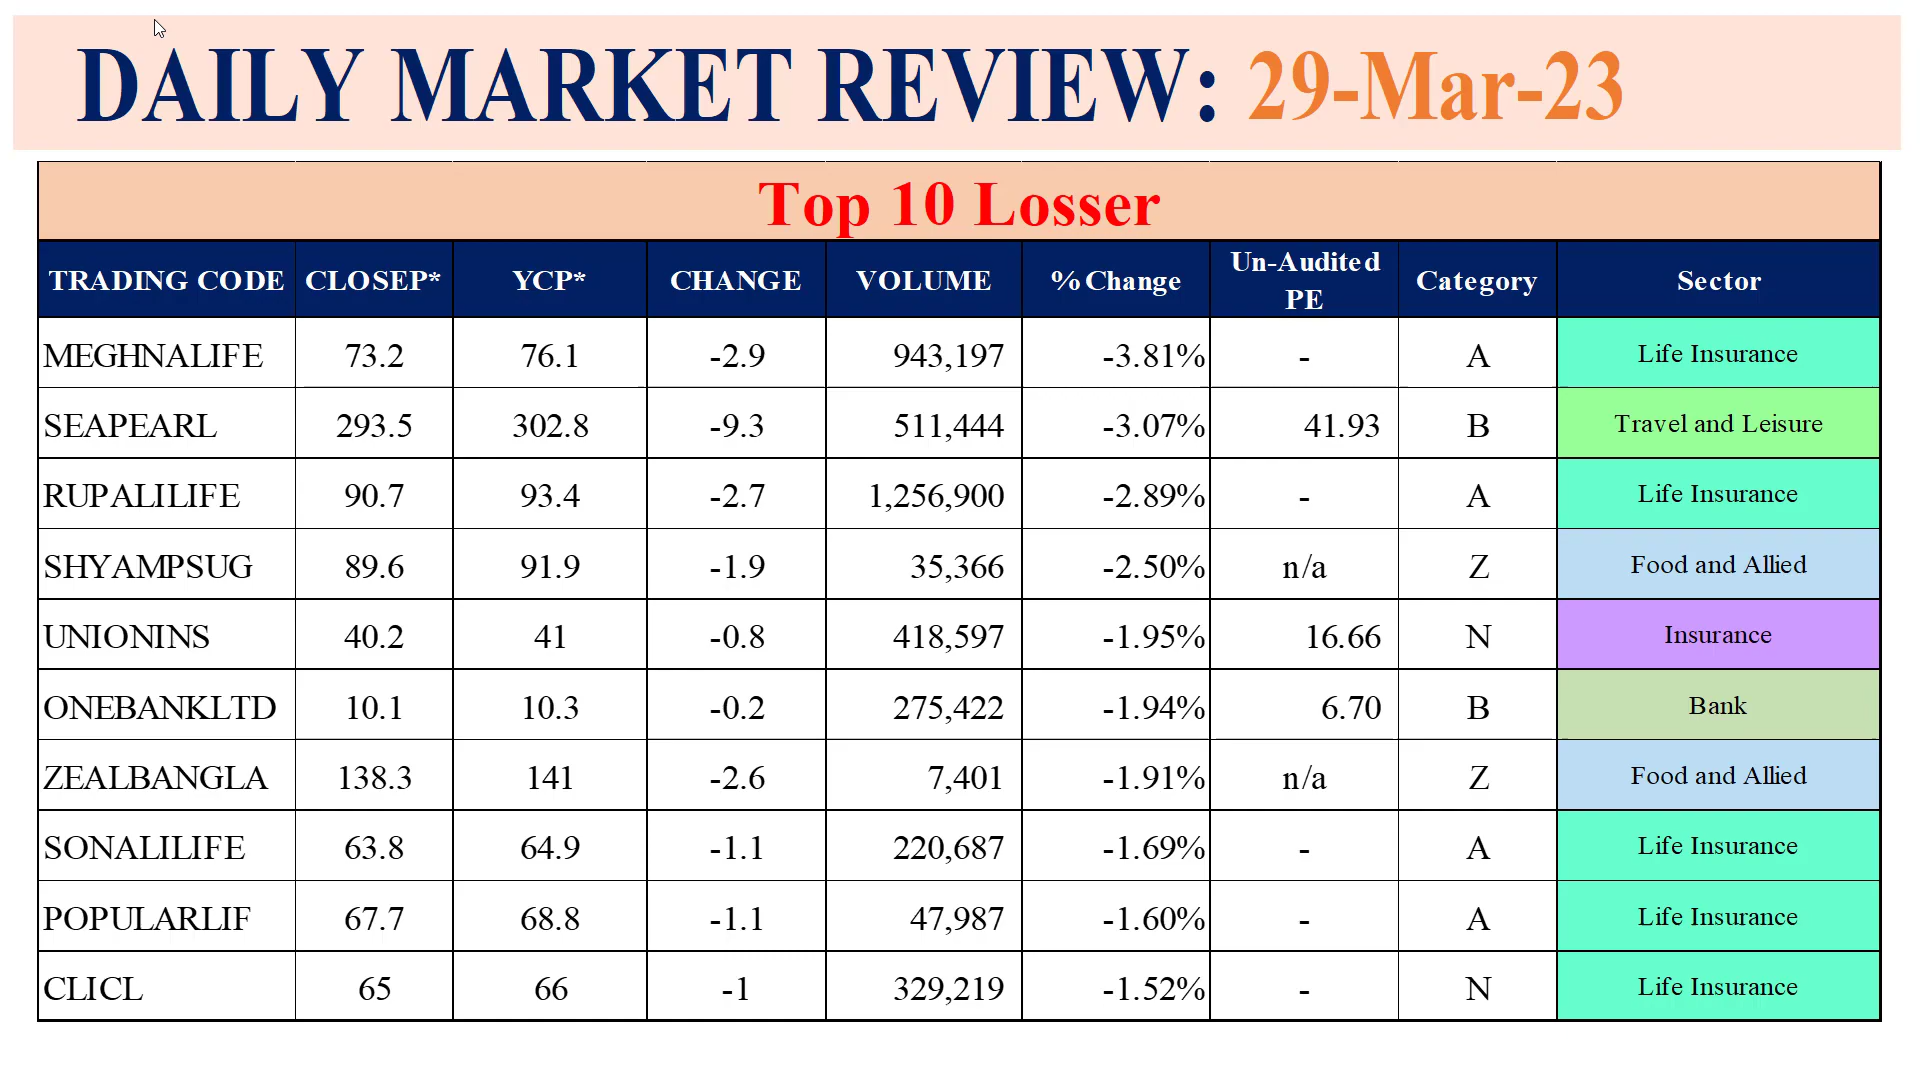 DAILY MARKET REVIEW: 29-Mar-23
Top 10 Losser
TRADING CODE CLOSEP* YCP* CHANGE VOLUME % Change Un-Audited PE Category Sector
MEGHNALIFE 73.2 76.1 -2.9 943,197 -3.81% - A Life Insurance
SEAPEARL 293.5 302.8 -9.3 511,444 -3.07% 41.93 B Travel and Leisure
RUPALILIFE 90.7 93.4 -2.7 1,256,900 -2.89% - A Life Insurance
SHYAMPSUG 89.6 91.9 -1.9 35,366 -2.50% n/a Z Food and Allied
UNIONINS 40.2 41 -0.8 418,597 -1.95% 16.66 N Insurance
ONEBANKLTD 10.1 10.3 -0.2 275,422 -1.94% 6.70 B Bank
ZEALBANGLA 138.3 141 -2.6 7,401 -1.91% n/a Z Food and Allied
SONALILIFE 63.8 64.9 -1.1 220,687 -1.69% - A Life Insurance
POPULARLIF 67.7 68.8 -1.1 47,987 -1.60% - A Life Insurance
CLICL 65 66 -1 329,219 -1.52% - N Life Insurance